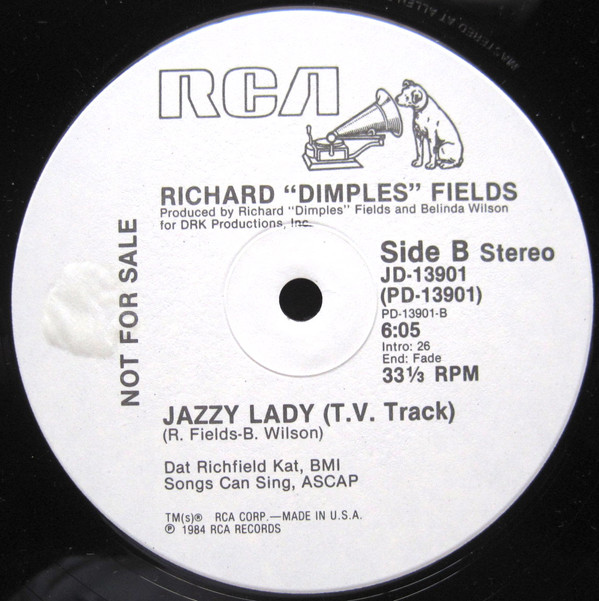 RCA
RICHARD “DIMPLES” FIELDS
Produced by Richard “Dimples” Fields and Belinda Wilson
for DRK Productions, Inc.
NOT FOR SALE
Side B Stereo
JD-13901
(PD-13901)
PD-13901-B
6:05
Intro: 26
End: Fade
33⅓ RPM
JAZZY LADY (T.V. Track)
(R. Fields-B. Wilson)
Dat Richfield Kat, BMI
Songs Can Sing, ASCAP
TM(s)® RCA CORP.—MADE IN U.S.A.
℗ 1984 RCA RECORDS